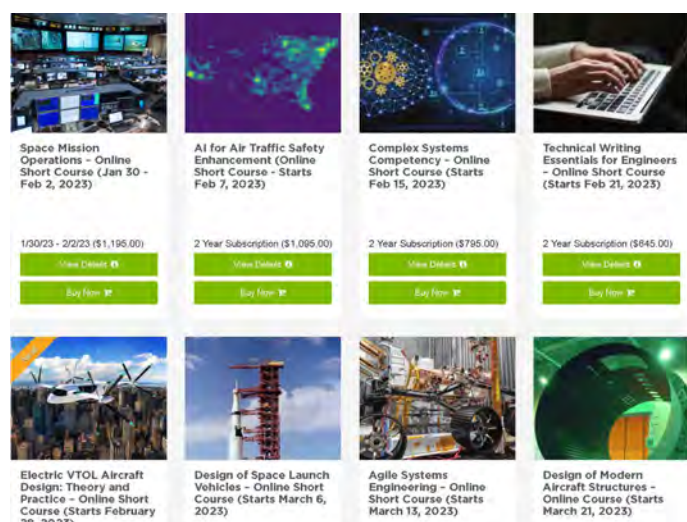 Space Mission
Operations – Online
Short Course (Jan 30 -
Feb 2, 2023)
AI for Air Traffic Safety
Enhancement (Online
Short Course - Starts
Feb 7, 2023)
Complex Systems
Competency – Online
Short Course (Starts
Feb 15, 2023)
Technical Writing
Essentials for Engineers
– Online Short Course
(Starts Feb 21, 2023)
1/30/23 - 2/2/23 ($1,195.00)
2 Year Subscription ($1,095.00)
2 Year Subscription ($795.00)
2 Year Subscription ($645.00)
View Details
View Details
View Details
View Details
Buy Now
Buy Now
Buy Now
Buy Now
Electric VTOL Aircraft
Design: Theory and
Practice – Online Short
Course (Starts February
Design of Space Launch
Vehicles – Online Short
Course (Starts March 6,
2023)
Agile Systems
Engineering – Online
Short Course (Starts
March 13, 2023)
Design of Modern
Aircraft Structures –
Online Course (Starts
March 21, 2023)